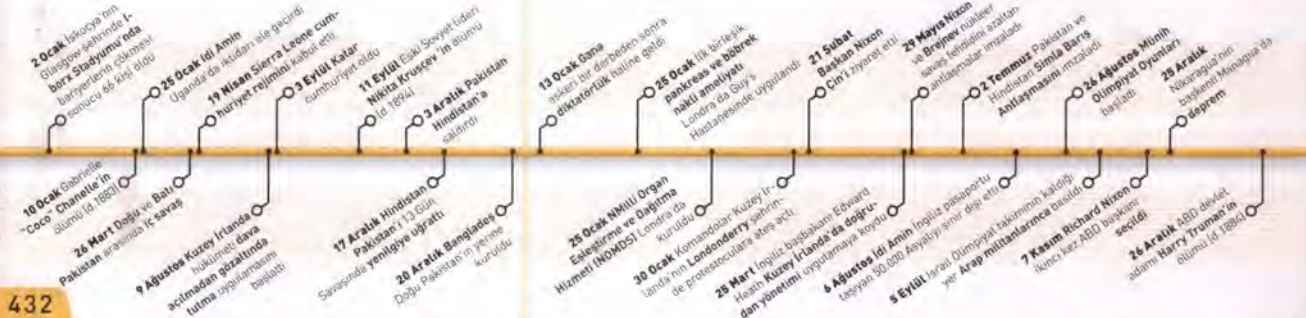 2 Ocak İskoçya'nın
Glasgow şehrinde I-
borx Stadyumu'nda
bariyerlerin çökmesi
sonucu 66 kişi öldü
25 Ocak İdi Amin
Uganda'da iktidarı ele geçirdi
19 Nisan Sierra Leone cum-
huriyet rejimini kabul etti
3 Eylül Katar
cumhuriyet oldu
11 Eylül Eski Sovyet lideri
Nikita Krusçev'in ölümü
(d.1894)
3 Aralık Pakistan
Hindistan'a
saldırdı
13 Ocak Gana
askeri bir darbeden sonra
diktatörlük haline geldi
25 Ocak ilk birleşik
pankreas ve böbrek
nakli ameliyatı
Londra da Guy's
Hastanesinde uygulandı
21 Şubat
Başkan Nixon
Çin'i ziyaret etti
29 Mayıs Nixon
ve Brejnev nükleer
savaş tehdisini azaltan
antlaşmalar imzaladı
2 Temmuz Pakistan ve
Hindistan Simla Barış
Antlaşmasını imzaladı
26 Ağustos Münih
Olimpiyat Oyunları
başladı
25 Aralık
Nikaragua'nın
başkenti Managua'da
deprem
10 Ocak Gabrielle
"Coco" Chanelle'in
ölümü (d.1883)
26 Mart Doğu ve Batı
Pakistan arasında iç savaş
9 Ağustos Kuzey İrlanda
hükümeti dava
açılmadan gözaltında
tutma uygulamasını
başlattı
17 Aralık Hindistan
Pakistan'ı 13 Gün
Savaşında yenilgiye uğrattı
20 Aralık Bangladeş
Doğu Pakistan'ın yerine
kuruldu
25 Ocak NMilli Organ
Eşleştirme ve Dağıtma
Hizmeti (NOMDS) Londra da
kuruldu
30 Ocak Komandolar Kuzey İr-
landa'nın Londonderry şehrin-
de protestoculara ateş açtı
25 Mart İngiliz başbakanı Edward
Heath Kuzey İrlanda'da doğru-
dan yönetimi uygulamaya koydu
6 Ağustos İdi Amin İngiliz pasaportu
taşıyan 50.000 Asyalıyı sınır dışı etti
5 Eylül İsrail Olimpiyat takiminin kaldığı
yer Arap militanlarınca basıldı
7 Kasım Richard Nixon
ikinci kez ABD başkanı
seçildi
26 Aralık ABD devlet
adamı Harry Truman'ın
ölümü (d.1884)
432